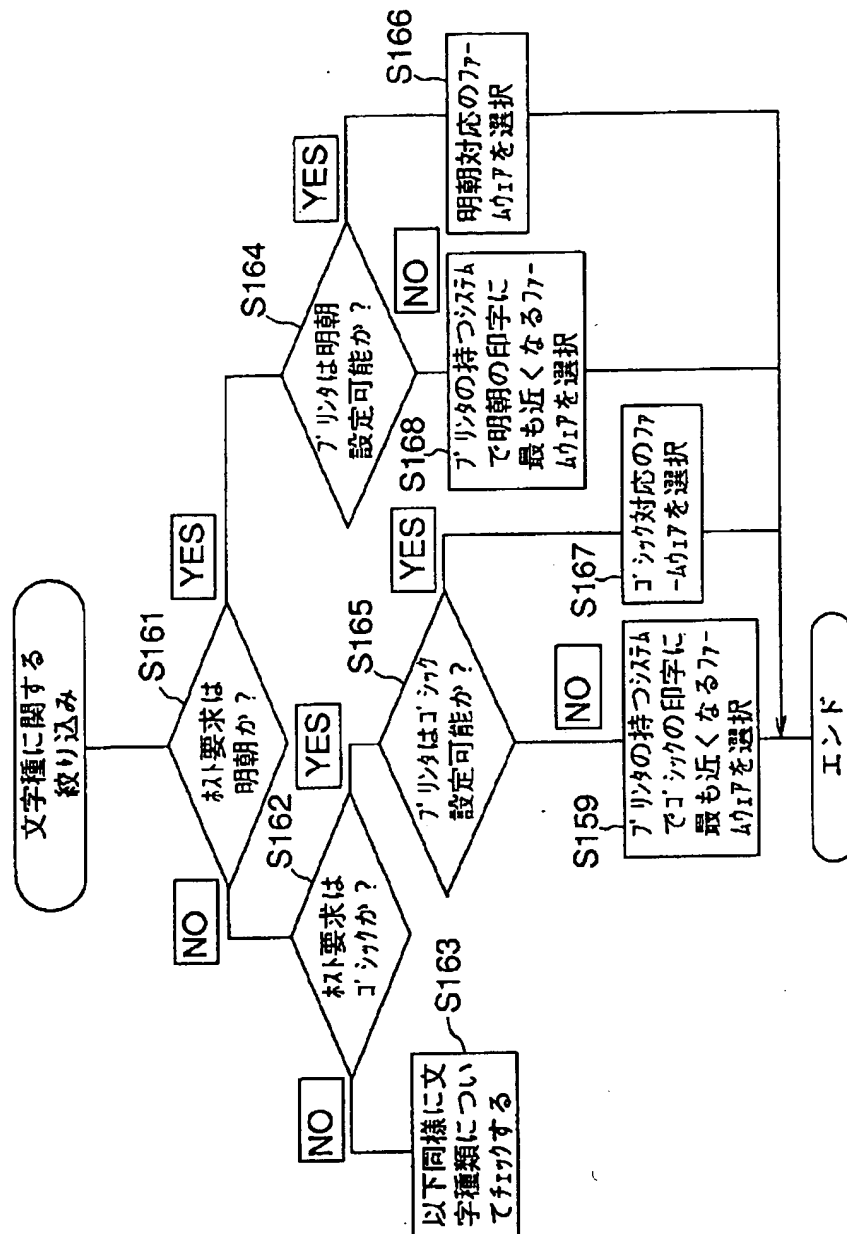 文字種に関する
絞り込み
S161
ホスト要求は
明朝か?
YES
NO
S164
プリンタは明朝
設定可能か?
YES
NO
S166
明朝対応のファー
ムウェアを選択
S168
プリンタの持つシステム
で明朝の印字に
最も近くなるファー
ムウェアを選択
S162
ホスト要求は
ゴシックか?
YES
NO
S165
プリンタはゴシック
設定可能か?
YES
NO
S167
ゴシック対応のファ
ームウェアを選択
S159
プリンタの持つシステム
でゴシックの印字に
最も近くなるファー
ムウェアを選択
S163
以下同様に文
字種類につい
てチェックする
エンド